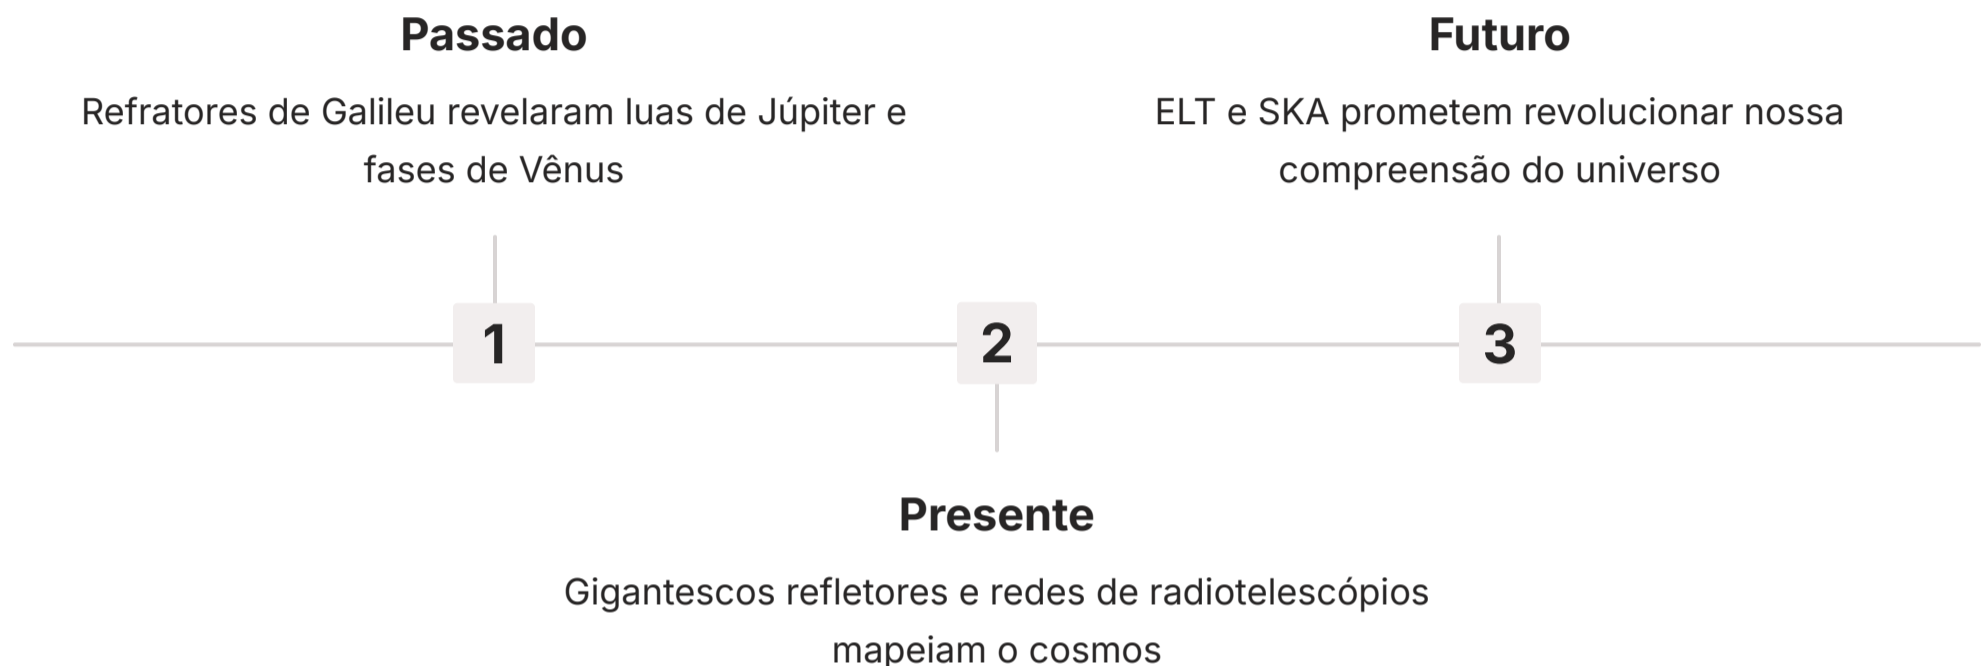 Passado
Refratores de Galileu revelaram luas de Júpiter e
fases de Vênus
Futuro
ELT e SKA prometem revolucionar nossa
compreensão do universo
1
2
3
Presente
Gigantescos refletores e redes de radiotelescópios
mapeiam o cosmos